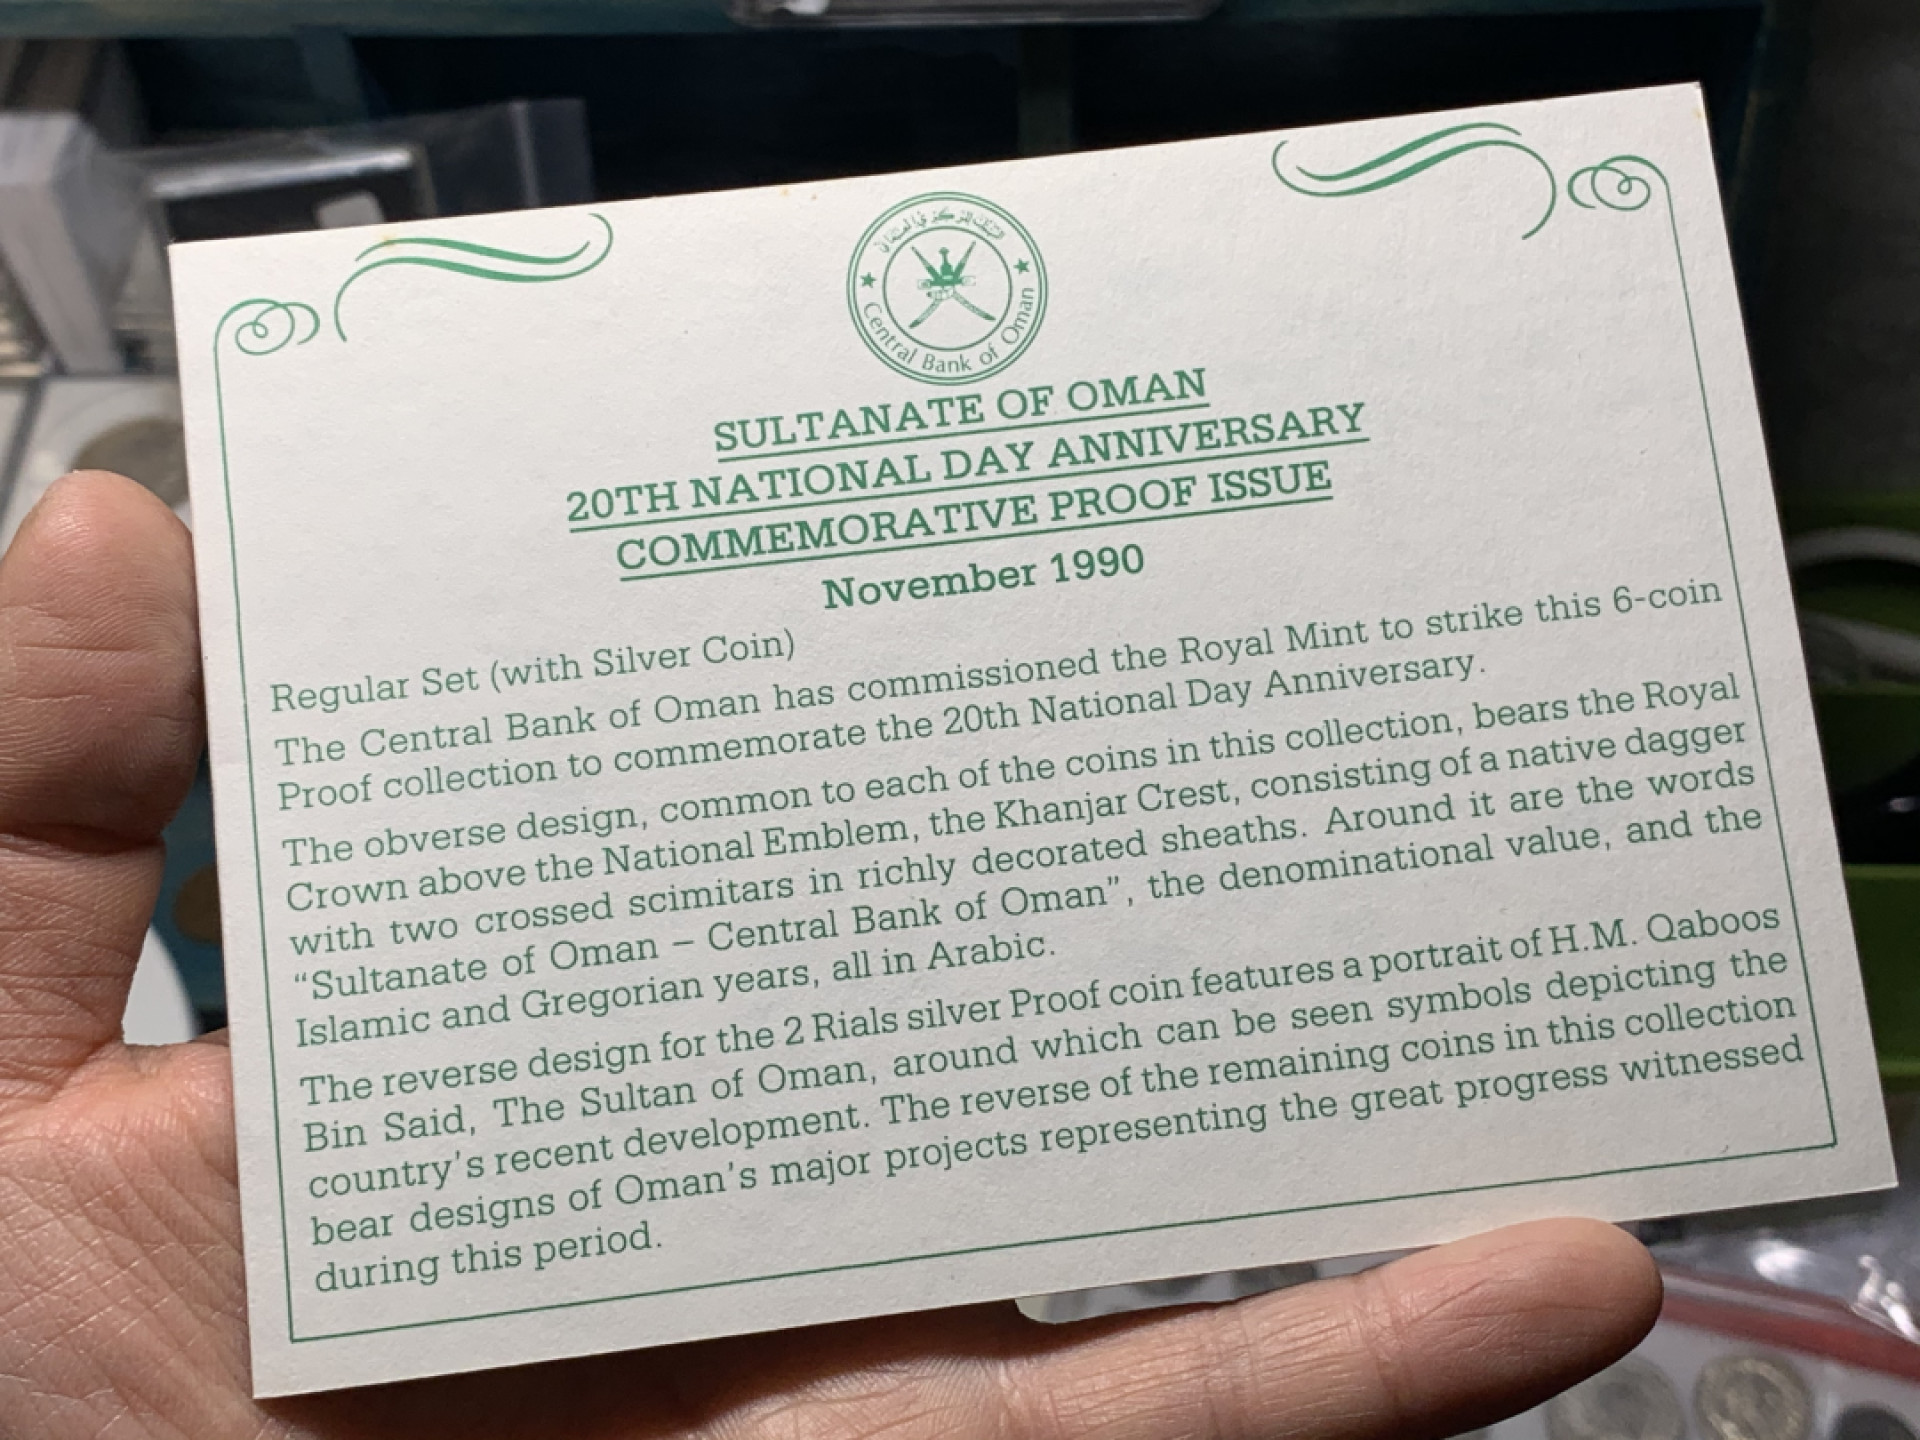 البنك المركزي العماني
Central Bank of Oman
SULTANATE OF OMAN
20TH NATIONAL DAY ANNIVERSARY
COMMEMORATIVE PROOF ISSUE
November 1990
Regular Set (with Silver Coin)
The Central Bank of Oman has commissioned the Royal Mint to strike this 6-coin
Proof collection to commemorate the 20th National Day Anniversary.
The obverse design, common to each of the coins in this collection, bears the Royal
Crown above the National Emblem, the Khanjar Crest, consisting of a native dagger
with two crossed scimitars in richly decorated sheaths. Around it are the words
“Sultanate of Oman – Central Bank of Oman”, the denominational value, and the
Islamic and Gregorian years, all in Arabic.
The reverse design for the 2 Rials silver Proof coin features a portrait of H.M. Qaboos
Bin Said, The Sultan of Oman, around which can be seen symbols depicting the
country's recent development. The reverse of the remaining coins in this collection
bear designs of Oman's major projects representing the great progress witnessed
during this period.